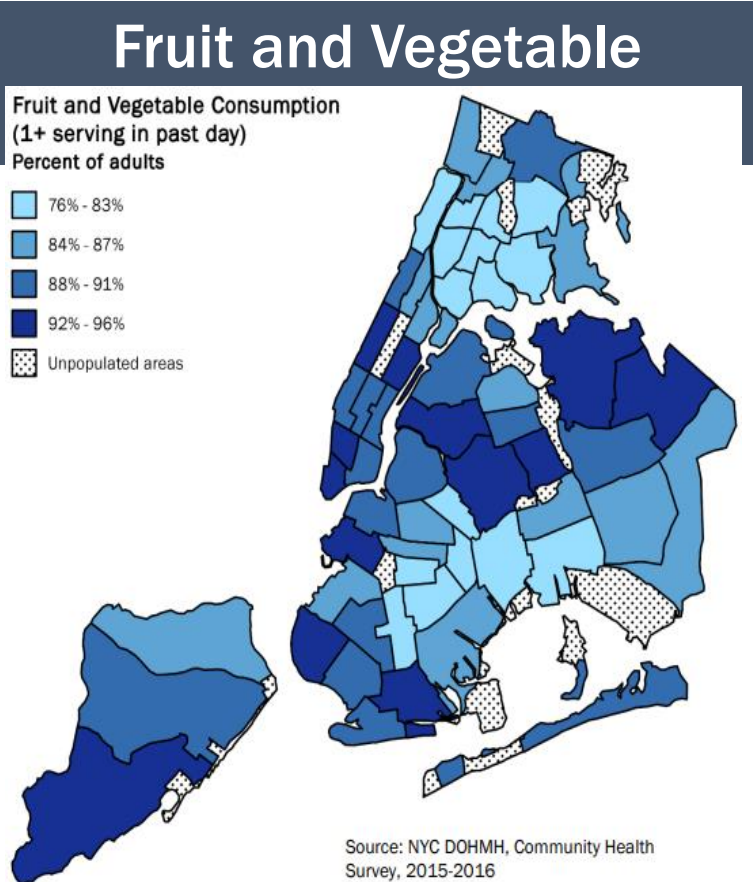 Fruit and Vegetable
Fruit and Vegetable Consumption
(1+ serving in past day)
Percent of adults
76% - 83%
84% - 87%
88% - 91%
92% - 96%
Unpopulated areas
Source: NYC DOHMH, Community Health
Survey, 2015-2016